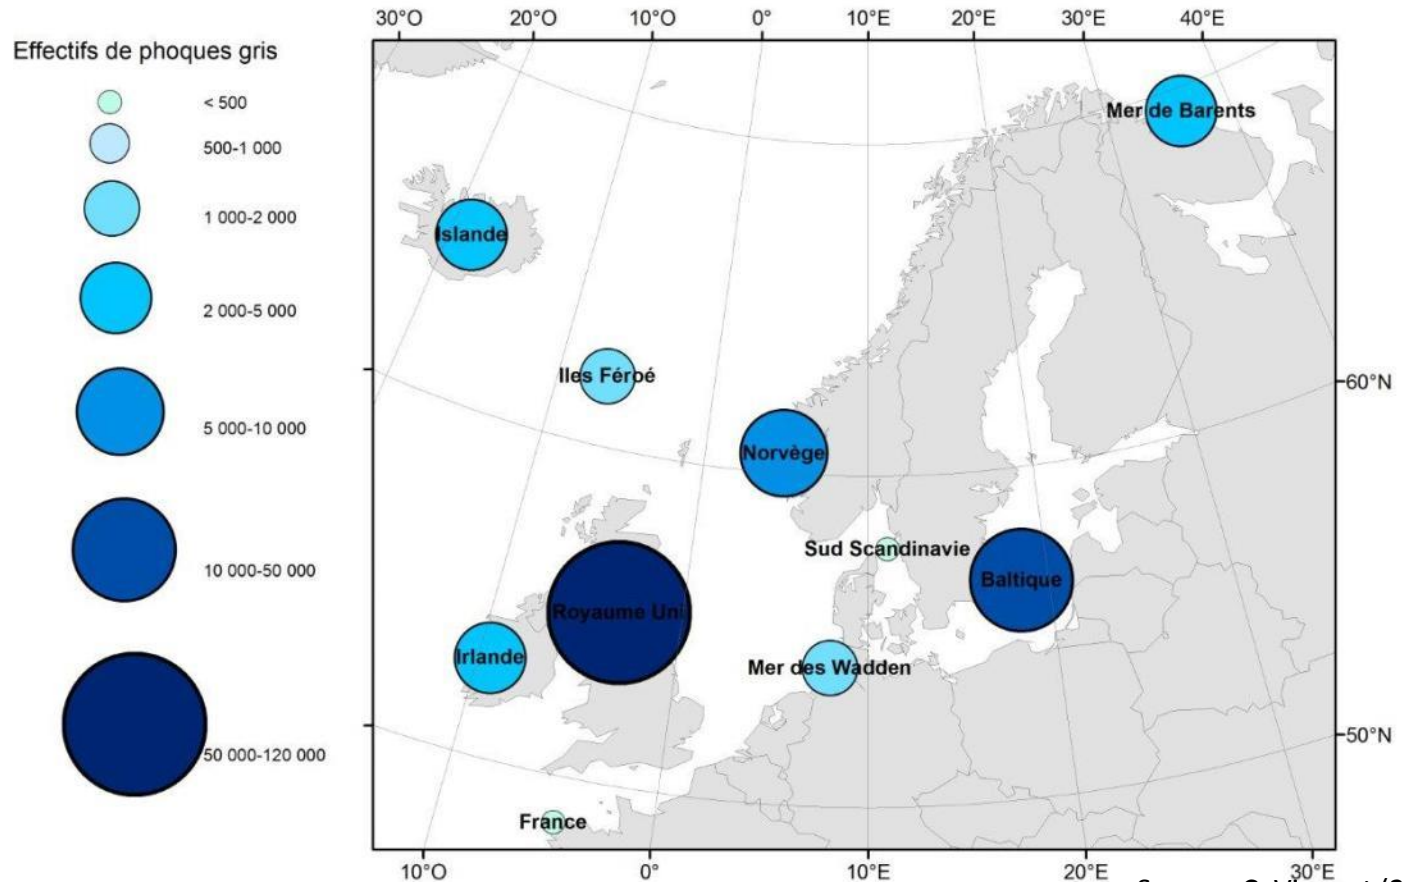 30°O 20°O 10°O 0° 10°E 20°E 30°E 40°E
Effectifs de phoques gris
< 500
500-1 000
1 000-2 000
2 000-5 000
5 000-10 000
10 000-50 000
50 000-120 000
Mer de Barents
Islande
Iles Féroé
60°N
Norvège
Sud Scandinavie
Baltique
Royaume Uni
Irlande
Mer des Wadden
50°N
France
10°O 0° 10°E 20°E 30°E